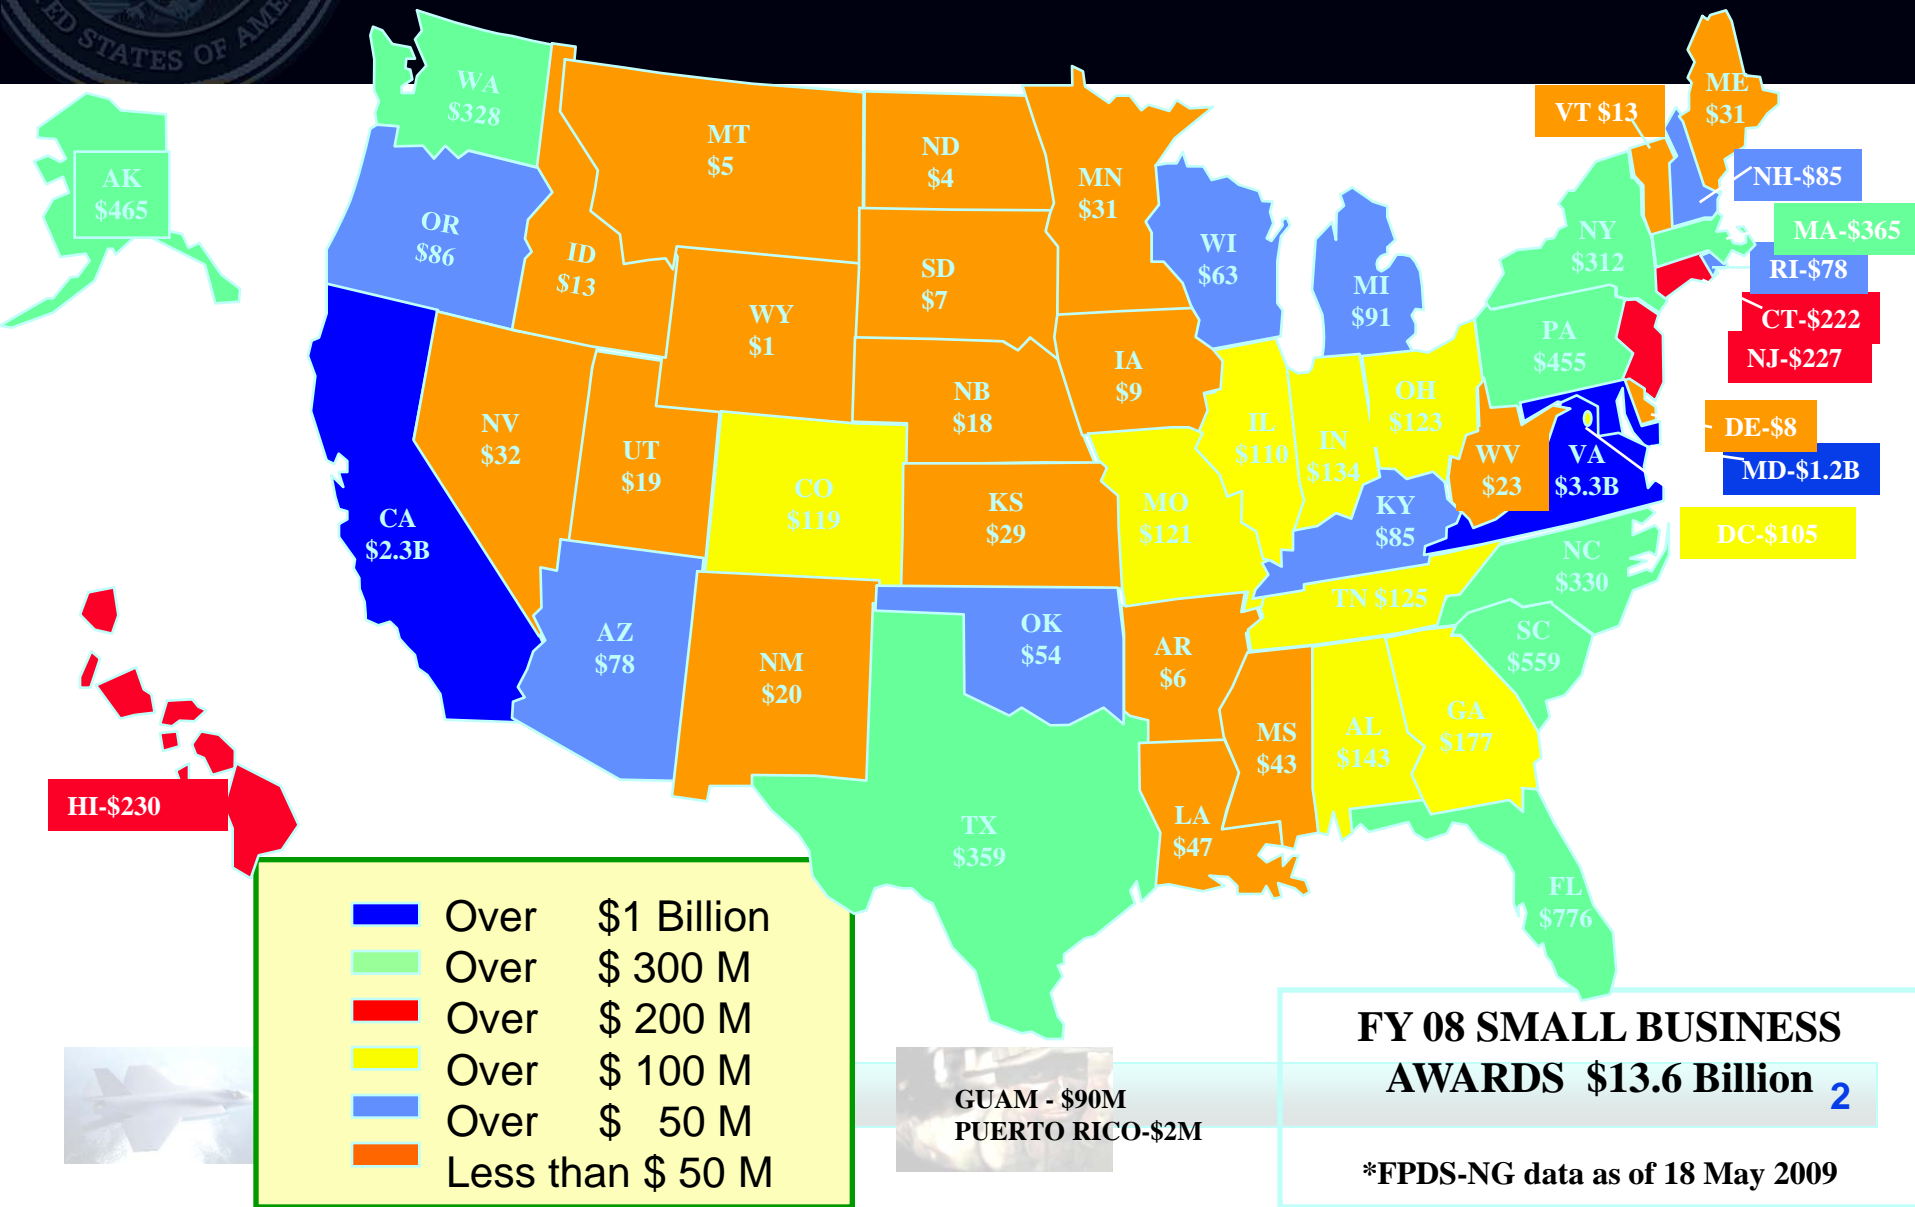 ED STATES OF AME
WA
$328
MT
$5
ND
$4
MN
$31
ME
$31
VT $13
NH-$85
MA-$365
RI-$78
CT-$222
NJ-$227
DE-$8
MD-$1.2B
DC-$105
AK
$465
OR
$86
ID
$13
WY
$1
SD
$7
WI
$63
MI
$91
NY
$312
PA
$455
IA
$9
NB
$18
NV
$32
UT
$19
CO
$119
KS
$29
MO
$121
IL
$110
IN
$134
OH
$123
WV
$23
VA
$3.3B
KY
$85
CA
$2.3B
NC
$330
TN $125
SC
$559
AZ
$78
NM
$20
OK
$54
AR
$6
MS
$43
AL
$143
GA
$177
LA
$47
TX
$359
FL
$776
HI-$230
Over $1 Billion
Over $ 300 M
Over $ 200 M
Over $ 100 M
Over $ 50 M
Less than $ 50 M
GUAM - $90M
PUERTO RICO-$2M
FY 08 SMALL BUSINESS
AWARDS $13.6 Billion
2
*FPDS-NG data as of 18 May 2009